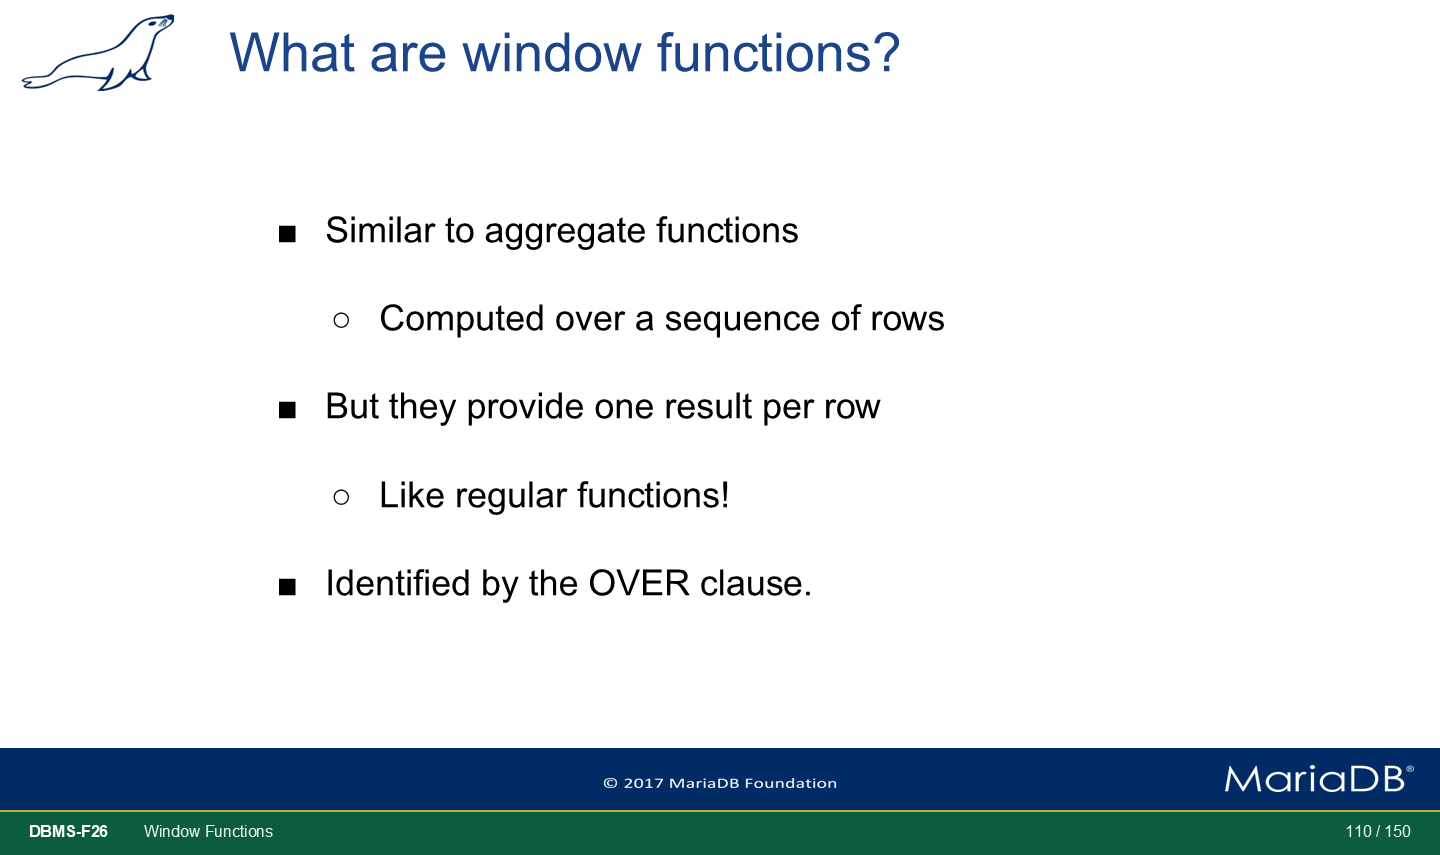 What are window functions?
■ Similar to aggregate functions
○ Computed over a sequence of rows
■ But they provide one result per row
○ Like regular functions!
■ Identified by the OVER clause.
© 2017 MariaDB Foundation
MariaDB®
DBMS-F26 Window Functions 110 / 150